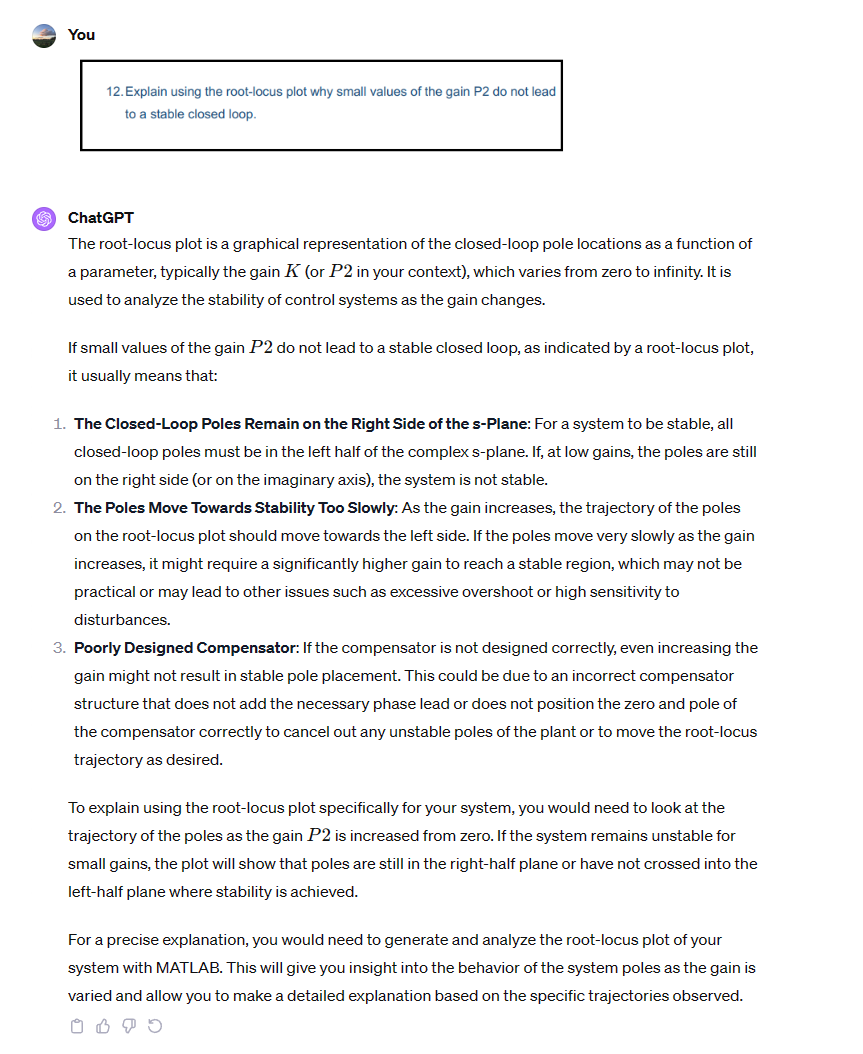 You
12. Explain using the root-locus plot why small values of the gain P2 do not lead
to a stable closed loop.
ChatGPT
The root-locus plot is a graphical representation of the closed-loop pole locations as a function of
a parameter, typically the gain K (or P2 in your context), which varies from zero to infinity. It is
used to analyze the stability of control systems as the gain changes.
If small values of the gain P2 do not lead to a stable closed loop, as indicated by a root-locus plot,
it usually means that:
1. The Closed-Loop Poles Remain on the Right Side of the s-Plane: For a system to be stable, all
closed-loop poles must be in the left half of the complex s-plane. If, at low gains, the poles are still
on the right side (or on the imaginary axis), the system is not stable.
2. The Poles Move Towards Stability Too Slowly: As the gain increases, the trajectory of the poles
on the root-locus plot should move towards the left side. If the poles move very slowly as the gain
increases, it might require a significantly higher gain to reach a stable region, which may not be
practical or may lead to other issues such as excessive overshoot or high sensitivity to
disturbances.
3. Poorly Designed Compensator: If the compensator is not designed correctly, even increasing the
gain might not result in stable pole placement. This could be due to an incorrect compensator
structure that does not add the necessary phase lead or does not position the zero and pole of
the compensator correctly to cancel out any unstable poles of the plant or to move the root-locus
trajectory as desired.
To explain using the root-locus plot specifically for your system, you would need to look at the
trajectory of the poles as the gain P2 is increased from zero. If the system remains unstable for
small gains, the plot will show that poles are still in the right-half plane or have not crossed into the
left-half plane where stability is achieved.
For a precise explanation, you would need to generate and analyze the root-locus plot of your
system with MATLAB. This will give you insight into the behavior of the system poles as the gain is
varied and allow you to make a detailed explanation based on the specific trajectories observed.